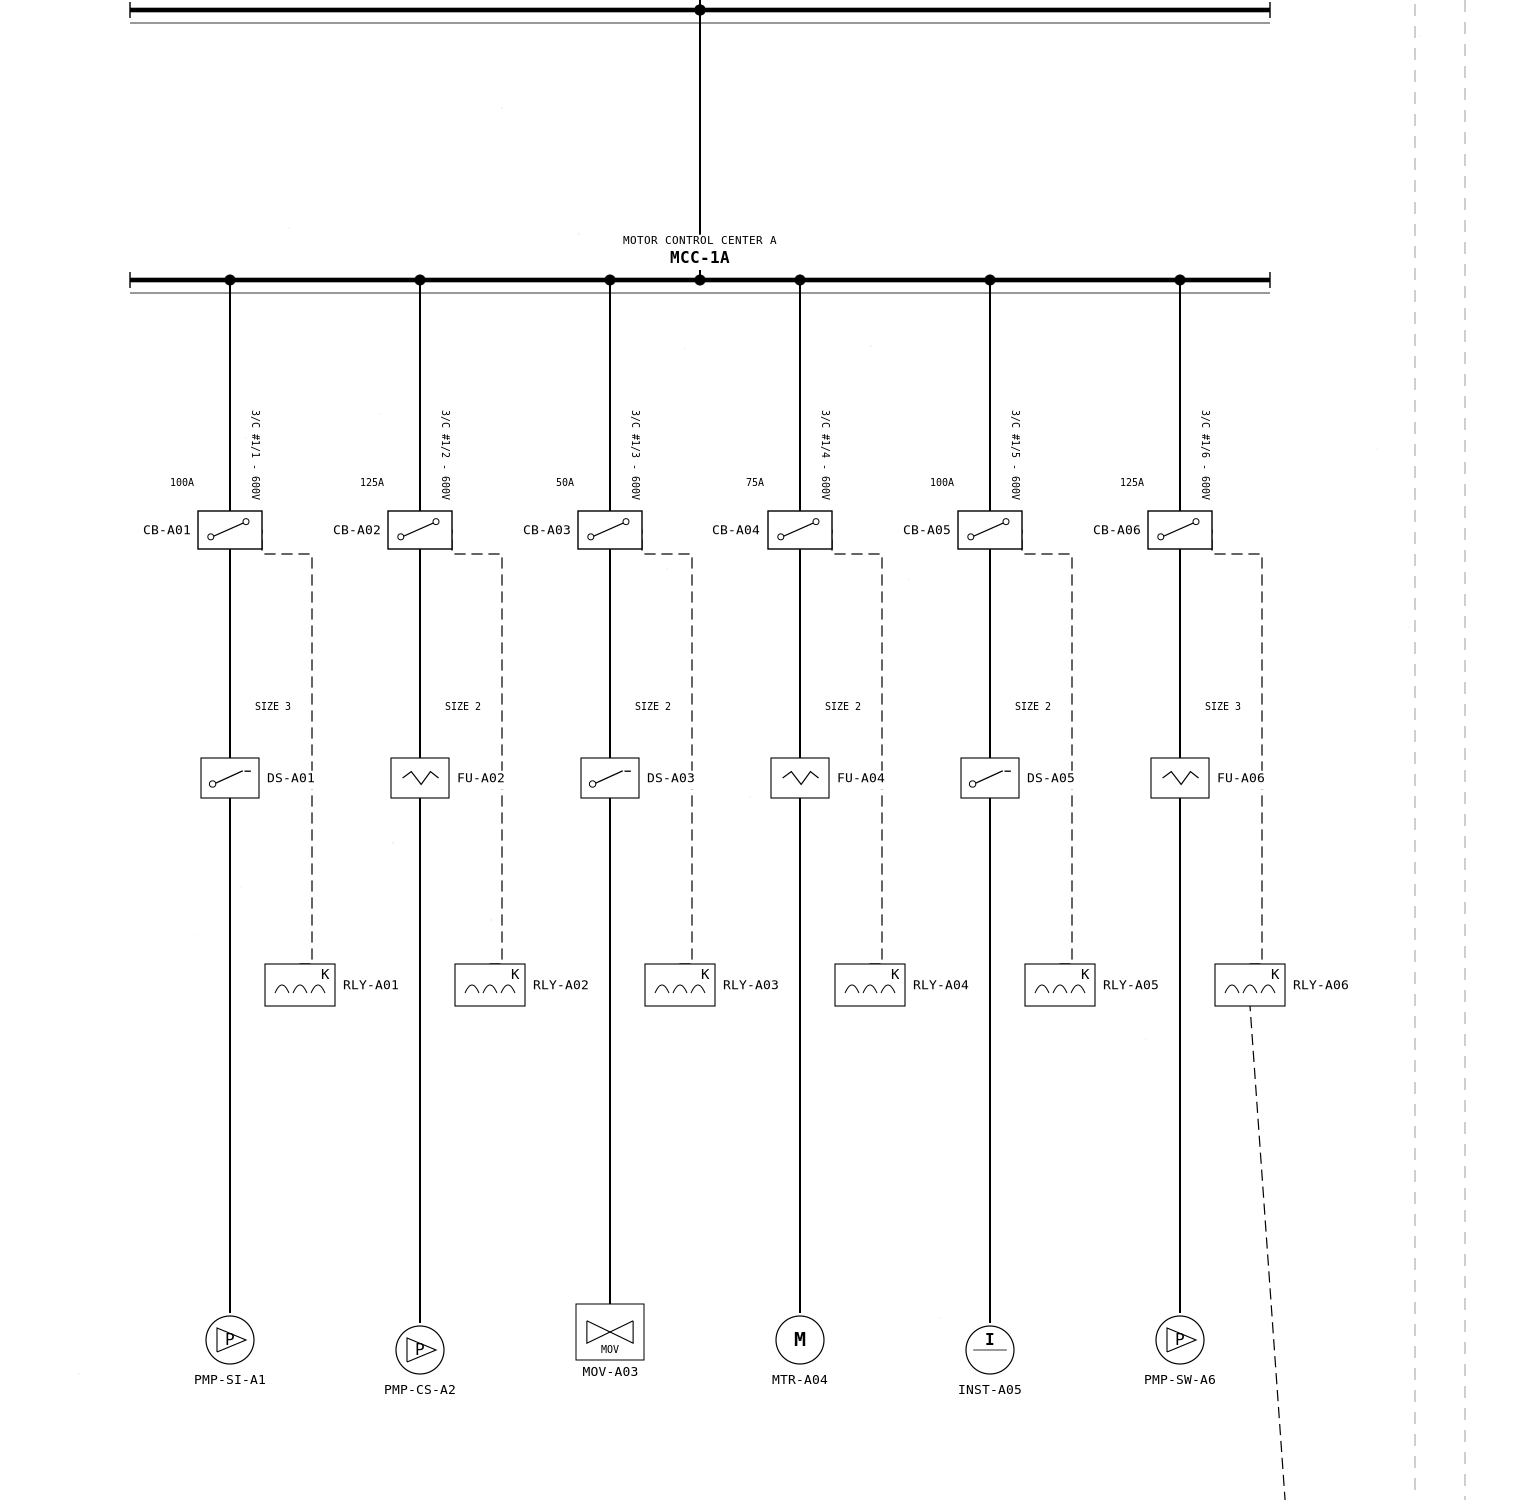 MOTOR CONTROL CENTER A
MCC-1A
3/C #1/1 - 600V
3/C #1/2 - 600V
3/C #1/3 - 600V
3/C #1/4 - 600V
3/C #1/5 - 600V
3/C #1/6 - 600V
100A
125A
50A
75A
100A
125A
CB-A01
CB-A02
CB-A03
CB-A04
CB-A05
CB-A06
SIZE 3
SIZE 2
SIZE 2
SIZE 2
SIZE 2
SIZE 3
DS-A01
FU-A02
DS-A03
FU-A04
DS-A05
FU-A06
K
RLY-A01
K
RLY-A02
K
RLY-A03
K
RLY-A04
K
RLY-A05
K
RLY-A06
P
PMP-SI-A1
P
PMP-CS-A2
MOV
MOV-A03
M
MTR-A04
I
INST-A05
P
PMP-SW-A6